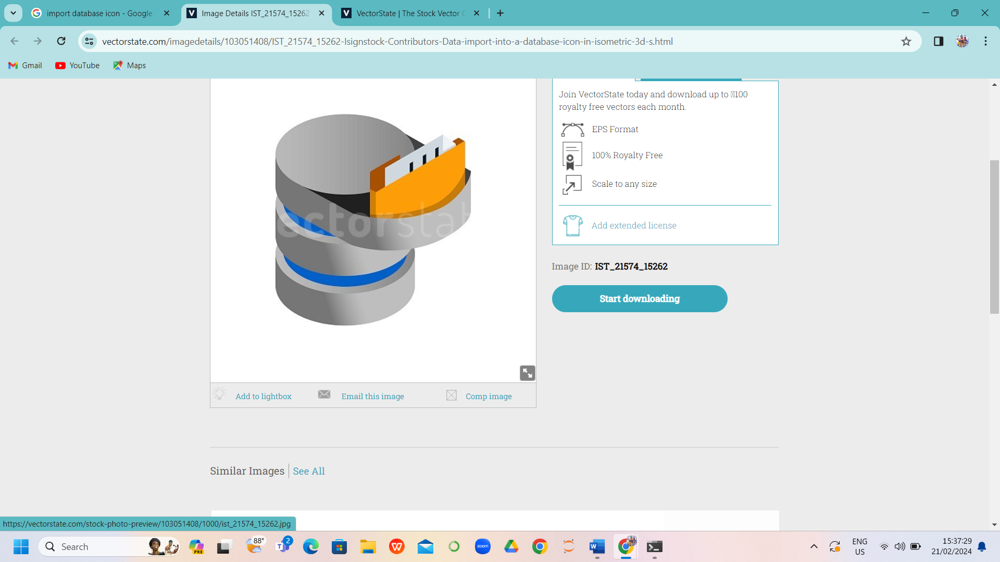 import database icon - Google
Image Details IST_21574_15262
VectorState | The Stock Vector
vectorstate.com/imagedetails/103051408/IST_21574_15262-Isignstock-Contributors-Data-import-into-a-database-icon-in-isometric-3d-s.html
Gmail
YouTube
Maps
Join VectorState today and download up to 100
royalty free vectors each month.
EPS Format
100% Royalty Free
Scale to any size
Add extended license
ectorstat
Image ID: IST_21574_15262
Start downloading
Add to lightbox
Email this image
Comp image
Similar Images
See All
https://vectorstate.com/stock-photo-preview/103051408/1000/ist_21574_15262.jpg
Search
PRE
88°
2
zoom
ENG
US
15:37:29
21/02/2024